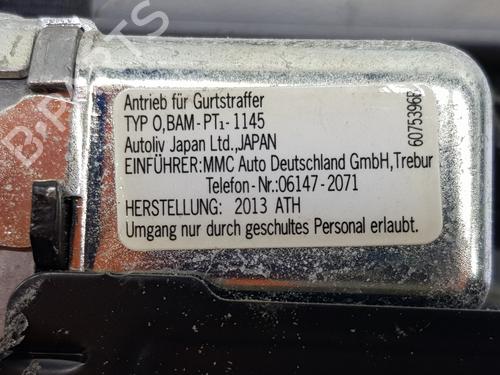 Antrieb für Gurtstraffer
TYP O,BAM-PT₁-1145
Autoliv Japan Ltd.,JAPAN
EINFÜHRER:MMC Auto Deutschland GmbH,Trebur
Telefon-Nr.:06147-2071
HERSTELLUNG: 2013 ATH
Umgang nur durch geschultes Personal erlaubt.
B-PARTS